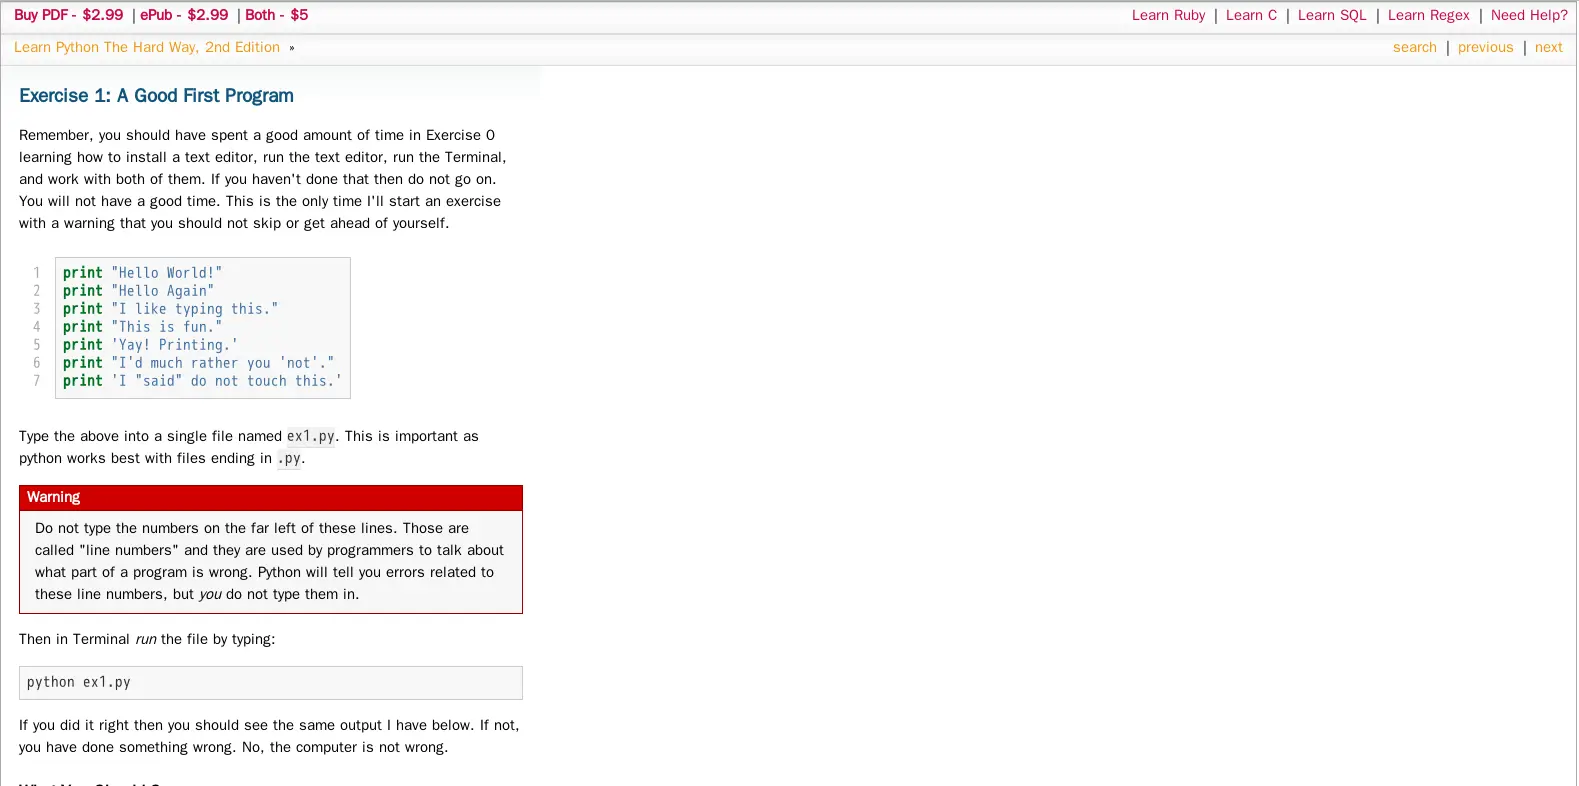 Buy PDF - $2.99 | ePub - $2.99 | Both - $5
Learn Ruby | Learn C | Learn SQL | Learn Regex | Need Help?
Learn Python The Hard Way, 2nd Edition »
search | previous | next
Exercise 1: A Good First Program
Remember, you should have spent a good amount of time in Exercise 0
learning how to install a text editor, run the text editor, run the Terminal,
and work with both of them. If you haven't done that then do not go on.
You will not have a good time. This is the only time I'll start an exercise
with a warning that you should not skip or get ahead of yourself.
1 print "Hello World!"
2 print "Hello Again"
3 print "I like typing this."
4 print "This is fun."
5 print 'Yay! Printing.'
6 print "I'd much rather you 'not'."
7 print 'I "said" do not touch this.'
Type the above into a single file named ex1.py. This is important as
python works best with files ending in .py.
Warning
Do not type the numbers on the far left of these lines. Those are
called "line numbers" and they are used by programmers to talk about
what part of a program is wrong. Python will tell you errors related to
these line numbers, but you do not type them in.
Then in Terminal run the file by typing:
python ex1.py
If you did it right then you should see the same output I have below. If not,
you have done something wrong. No, the computer is not wrong.